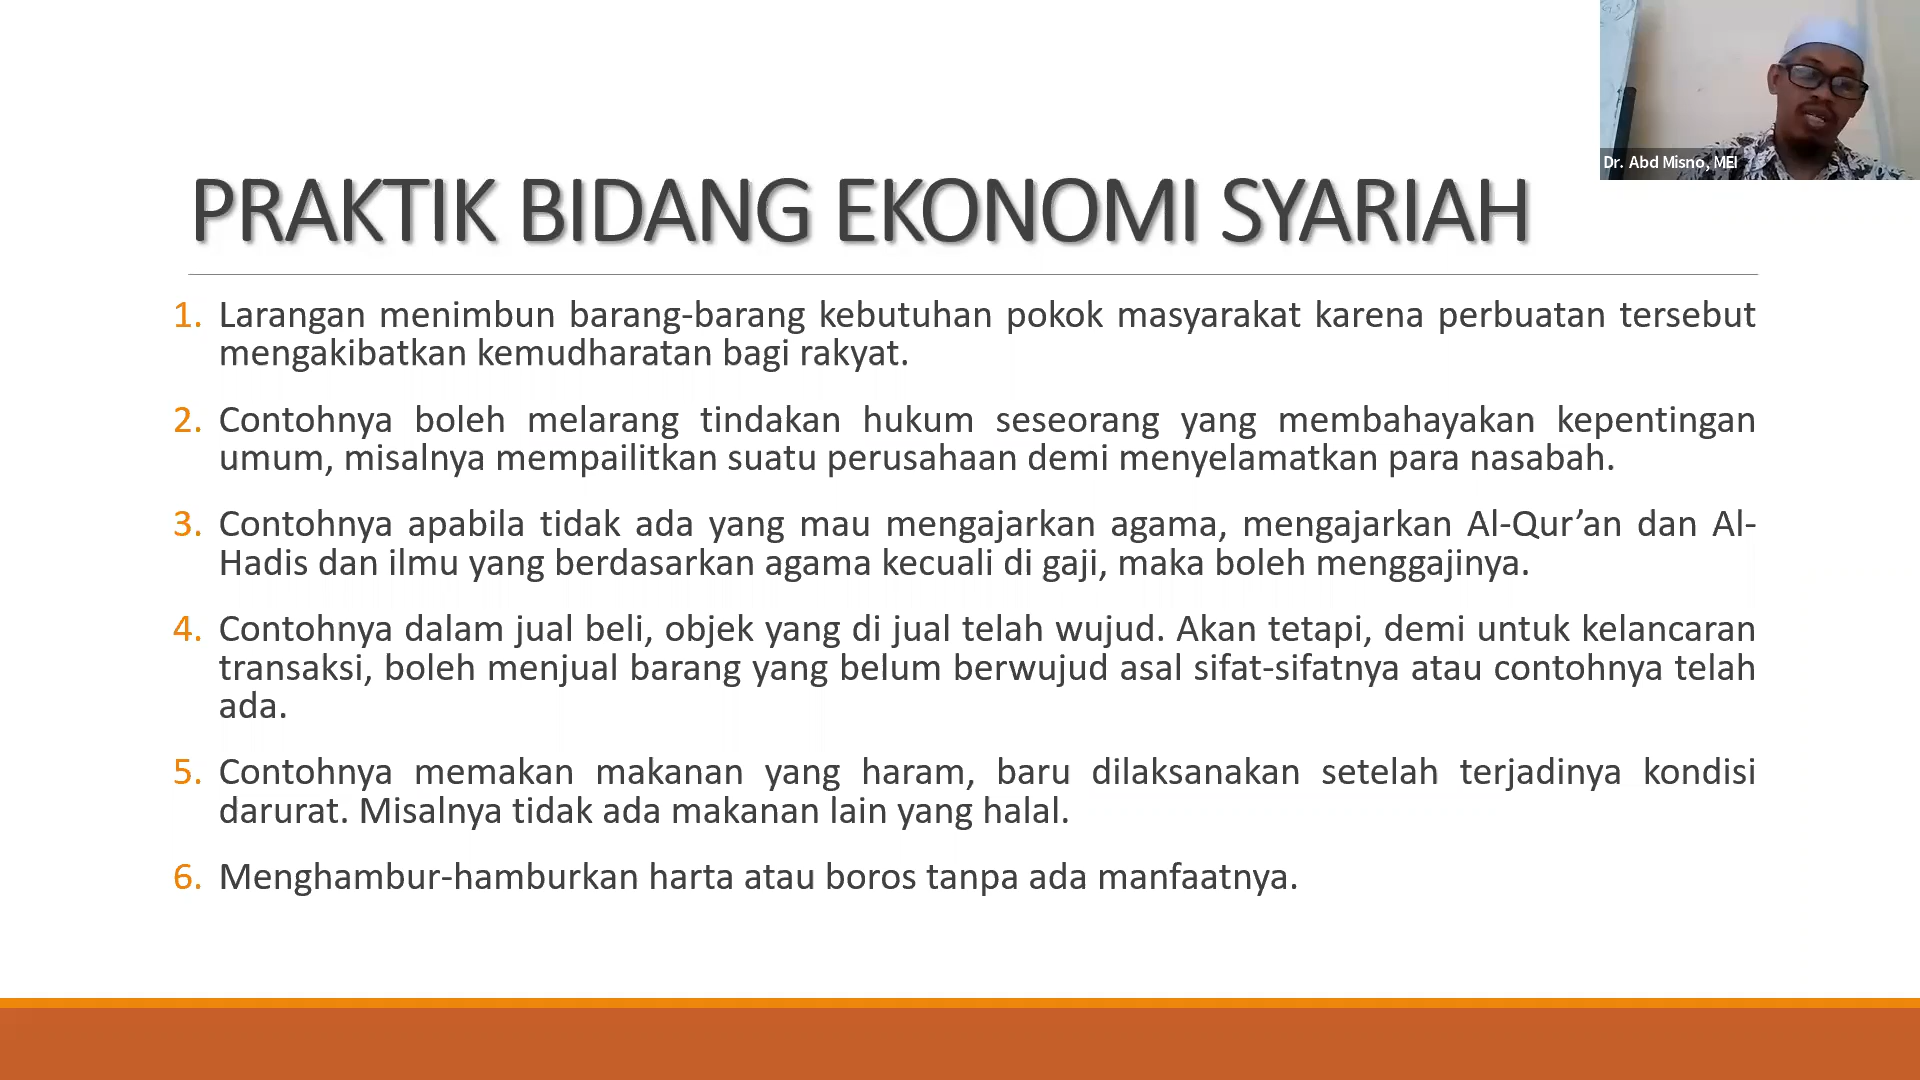 Dr. Abd Misno, MEI
PRAKTIK BIDANG EKONOMI SYARIAH
1. Larangan menimbun barang-barang kebutuhan pokok masyarakat karena perbuatan tersebut
mengakibatkan kemudharatan bagi rakyat.
2. Contohnya boleh melarang tindakan hukum seseorang yang membahayakan kepentingan
umum, misalnya mempailitkan suatu perusahaan demi menyelamatkan para nasabah.
3. Contohnya apabila tidak ada yang mau mengajarkan agama, mengajarkan Al-Qur’an dan Al-
Hadis dan ilmu yang berdasarkan agama kecuali di gaji, maka boleh menggajinya.
4. Contohnya dalam jual beli, objek yang di jual telah wujud. Akan tetapi, demi untuk kelancaran
transaksi, boleh menjual barang yang belum berwujud asal sifat-sifatnya atau contohnya telah
ada.
5. Contohnya memakan makanan yang haram, baru dilaksanakan setelah terjadinya kondisi
darurat. Misalnya tidak ada makanan lain yang halal.
6. Menghambur-hamburkan harta atau boros tanpa ada manfaatnya.